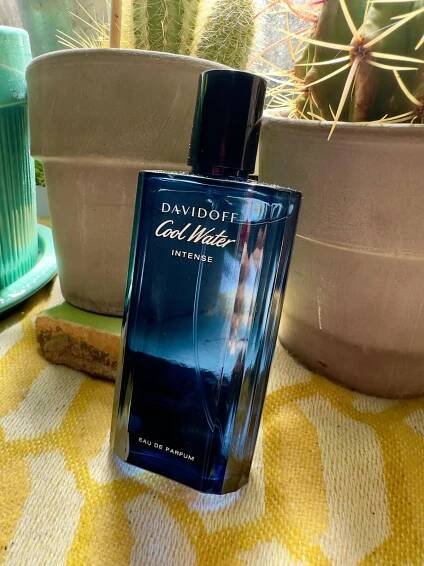 DAVIDOFF
Cool Water
INTENSE
EAU DE PARFUM